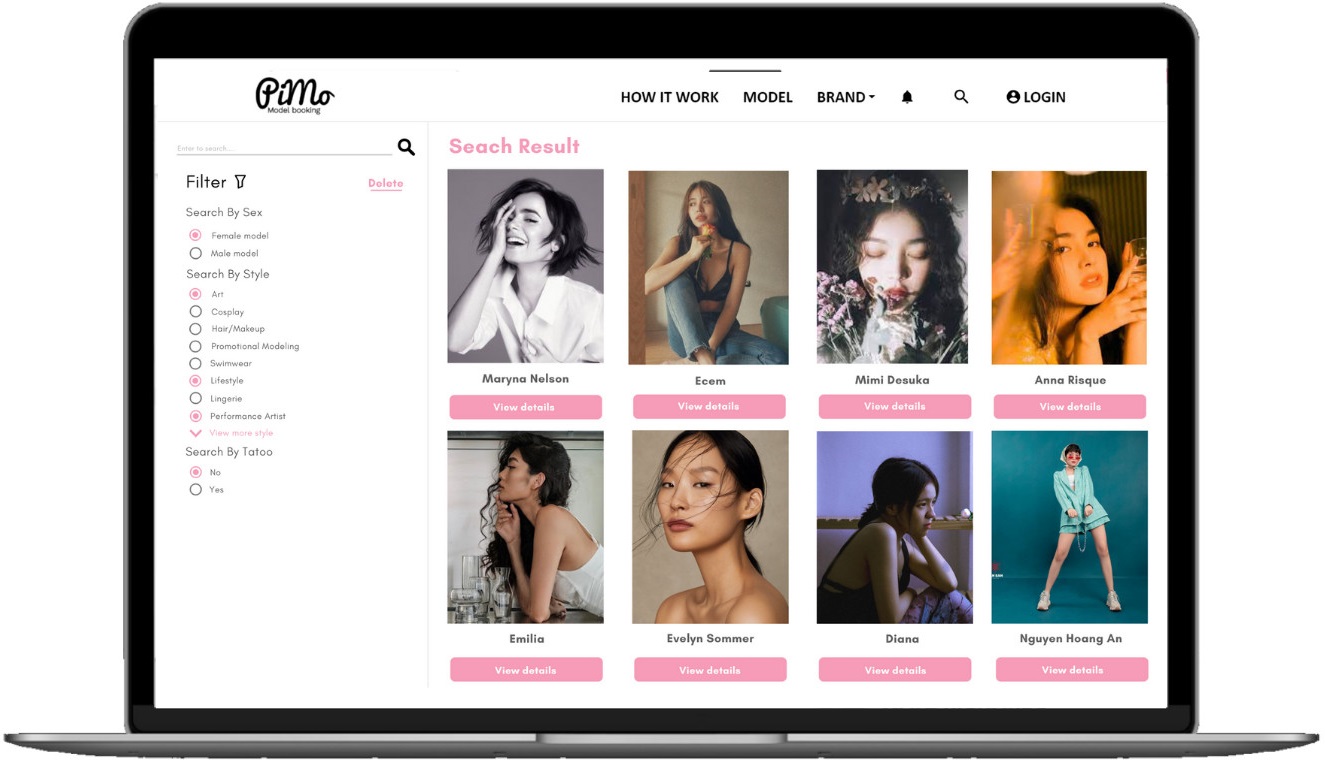 PiMo
Model booking
HOW IT WORK MODEL BRAND LOGIN
Enter to search...
Filter
Delete
Search By Sex
Female model
Male model
Search By Style
Art
Cosplay
Hair/Makeup
Promotional Modeling
Swimwear
Lifestyle
Lingerie
Performance Artist
View more style
Search By Tatoo
No
Yes
Seach Result
Maryna Nelson
Ecem
Mimi Desuka
Anna Risque
View details
View details
View details
View details
Emilia
Evelyn Sommer
Diana
Nguyen Hoang An
View details
View details
View details
View details